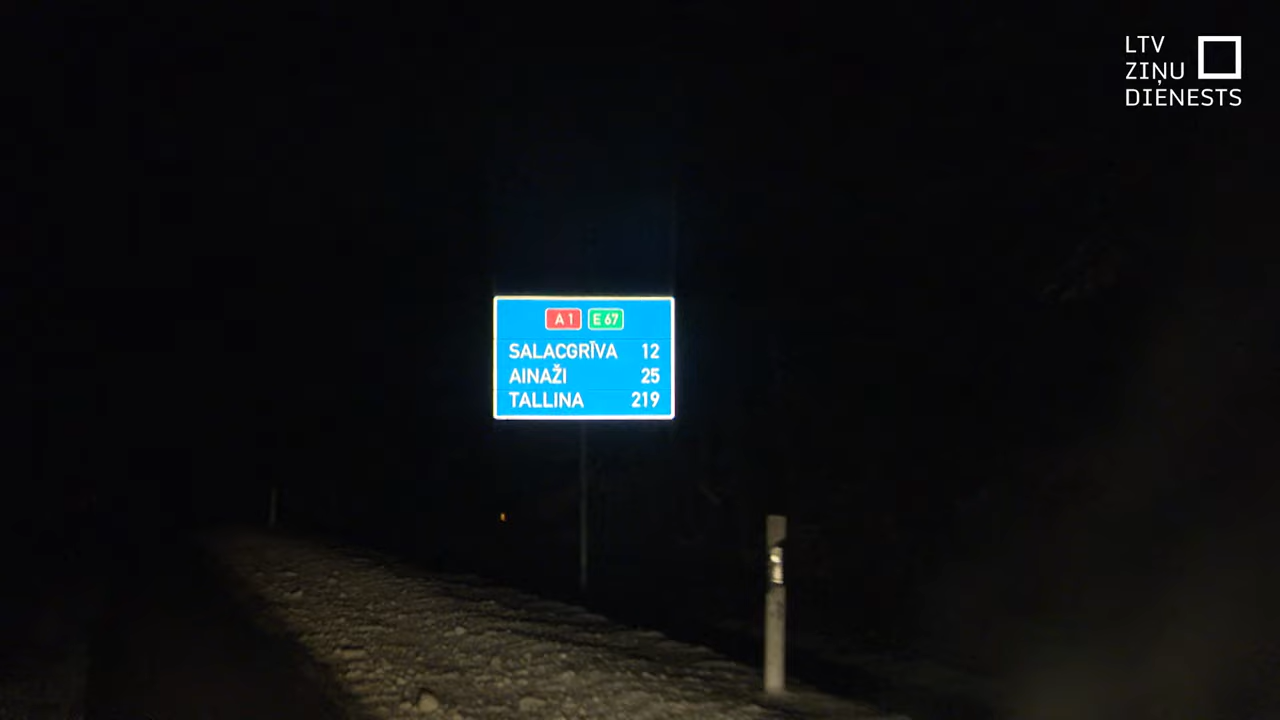 LTV
ZIŅU
DIENESTS
A 1 E 67
SALACGRĪVA 12
AINAŽI 25
TALLINA 219